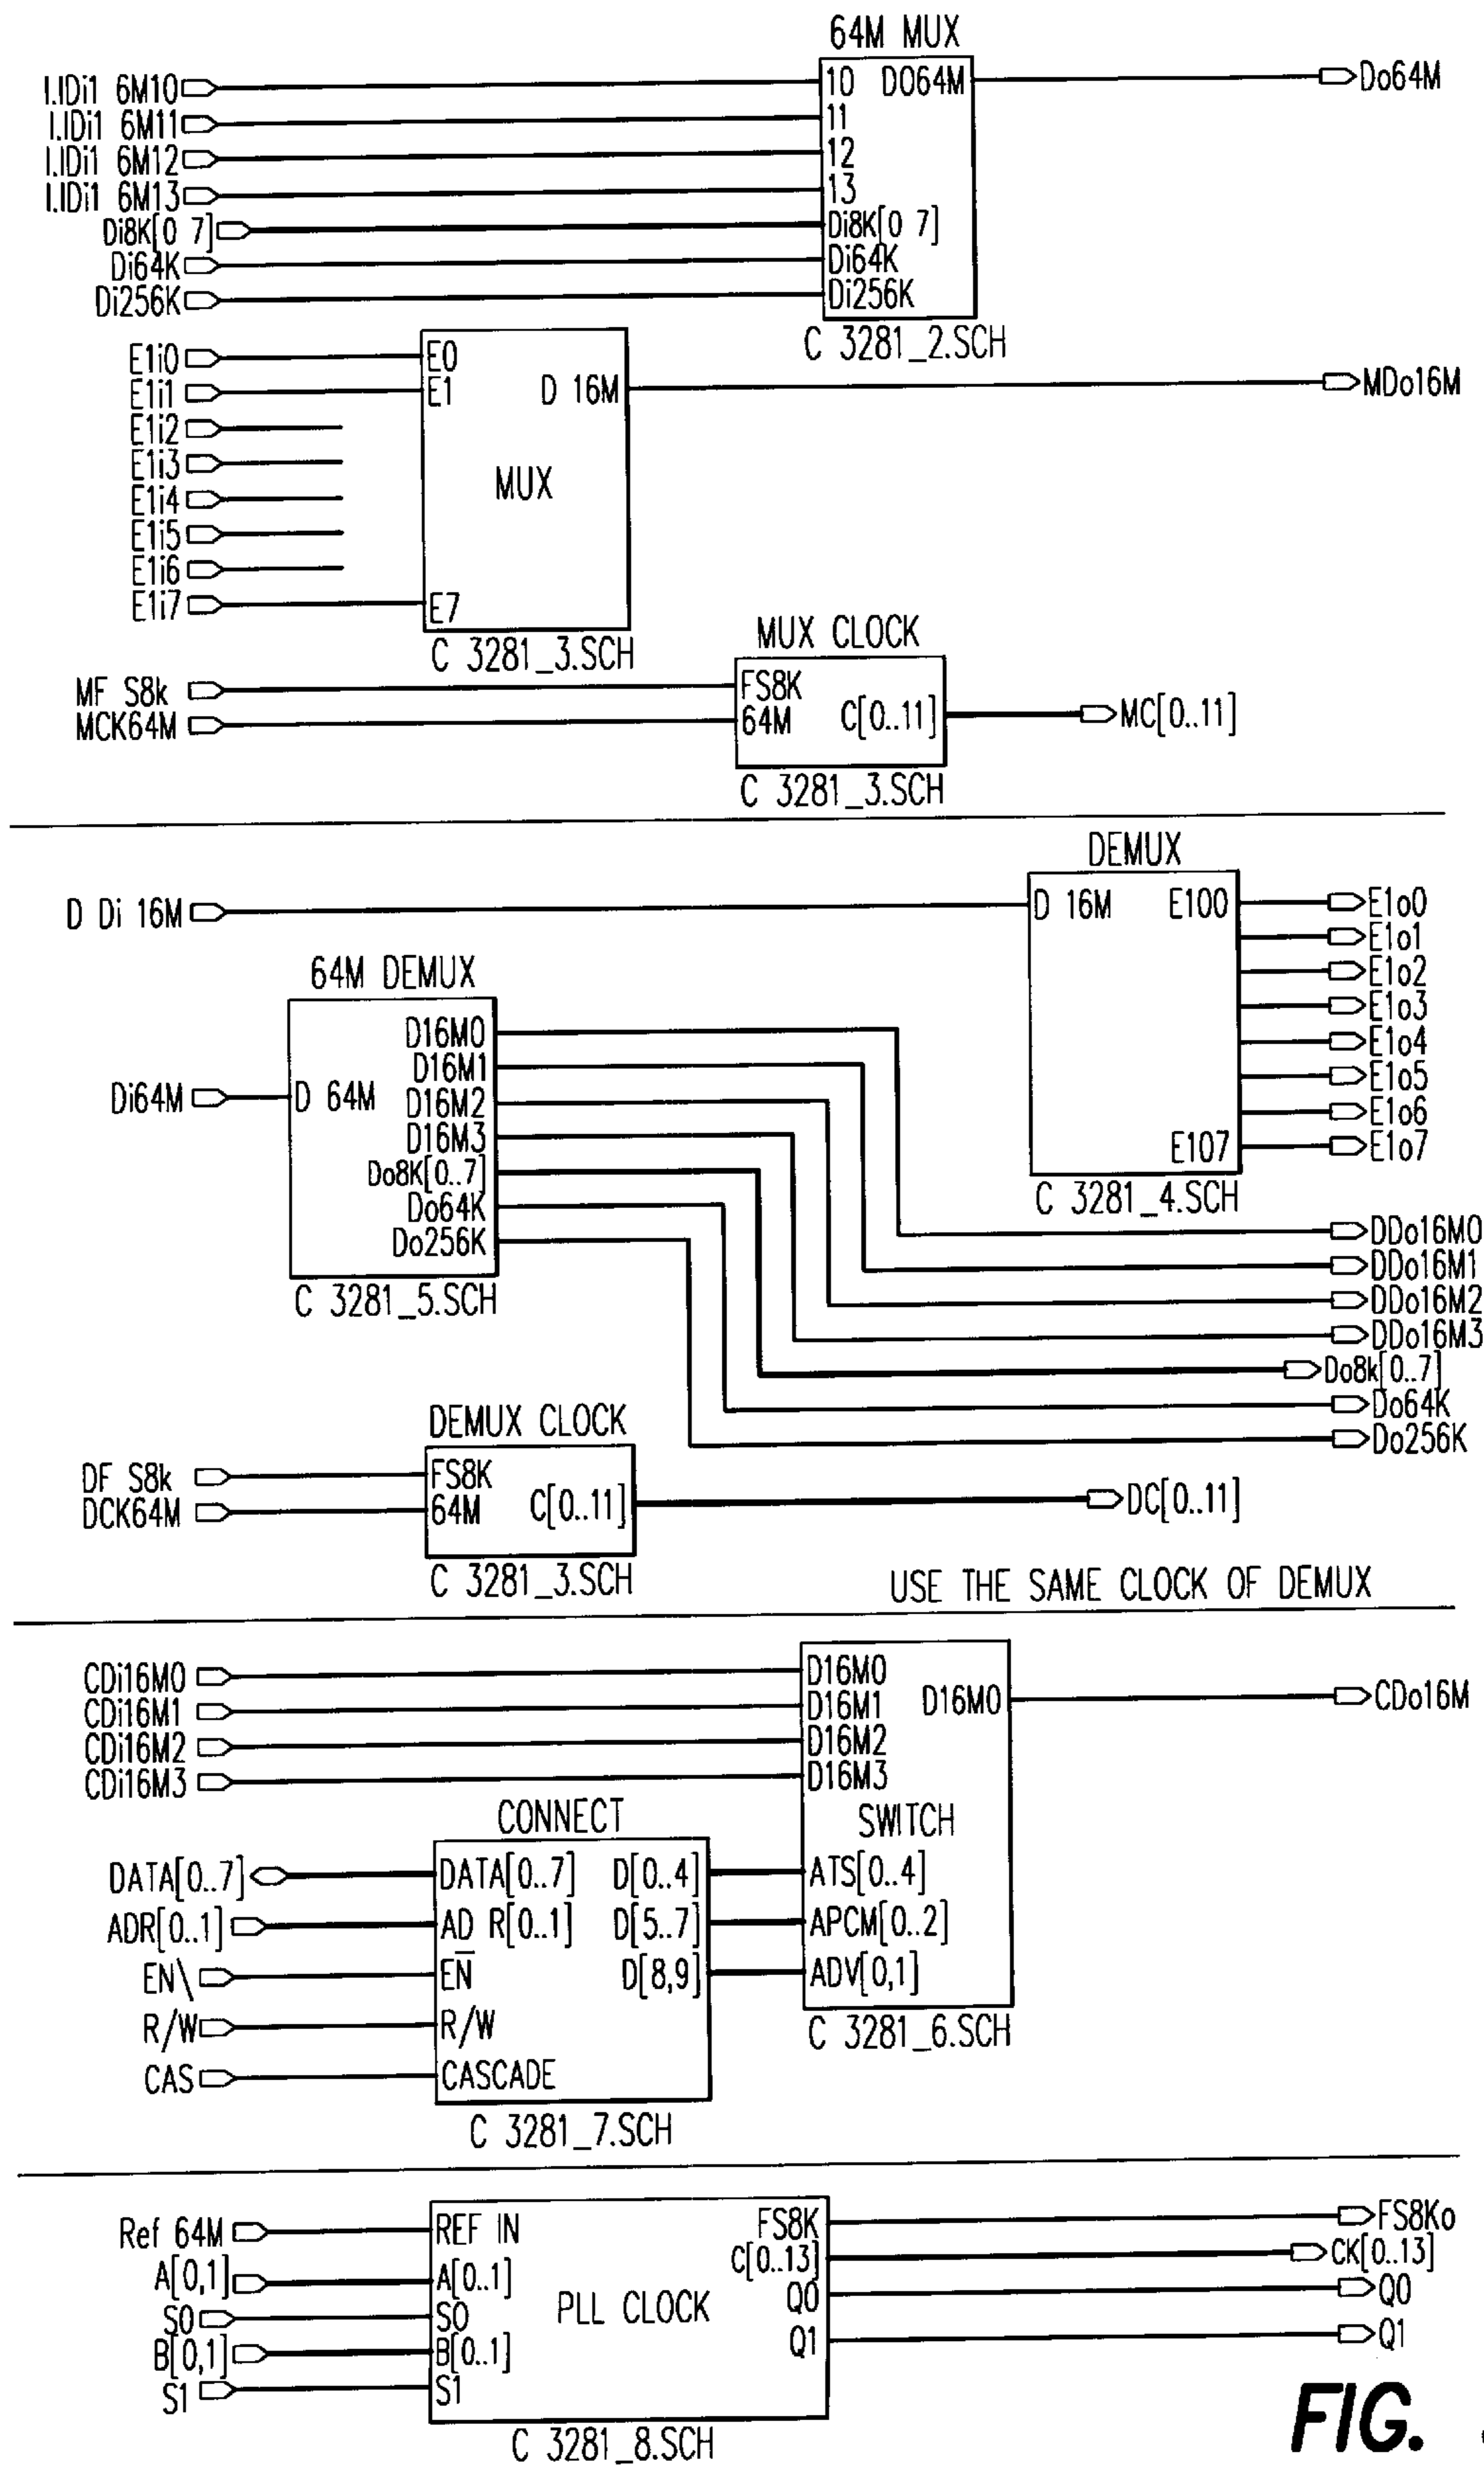 64M MUX
I.IDi1 6M10 10 DO64M Do64M
I.IDi1 6M11 11
I.IDi1 6M12 12
I.IDi1 6M13 13
Di8K[0 7] Di8K[0 7]
Di64K Di64K
Di256K Di256K
C 3281_2.SCH
E1i0 E0
E1i1 E1 D 16M MDo16M
E1i2
E1i3
E1i4 MUX
E1i5
E1i6
E1i7 E7
C 3281_3.SCH
MUX CLOCK
MF S8k FS8K
MCK64M 64M C[0..11] MC[0..11]
C 3281_3.SCH
DEMUX
D Di 16M D 16M E100 E1o0
E1o1
E1o2
E1o3
E1o4
E1o5
E1o6
E107 E1o7
C 3281_4.SCH
64M DEMUX
D16M0
D16M1
Di64M D 64M D16M2
D16M3
Do8K[0..7]
Do64K
Do256K
C 3281_5.SCH
DDo16M0
DDo16M1
DDo16M2
DDo16M3
Do8k[0..7]
Do64K
Do256K
DEMUX CLOCK
DF S8k FS8K
DCK64M 64M C[0..11] DC[0..11]
C 3281_3.SCH
USE THE SAME CLOCK OF DEMUX
CDi16M0 D16M0
CDi16M1 D16M1 D16M0 CDo16M
CDi16M2 D16M2
CDi16M3 D16M3
CONNECT SWITCH
DATA[0..7] DATA[0..7] D[0..4] ATS[0..4]
ADR[0..1] AD R[0..1] D[5..7] APCM[0..2]
EN\ E̅N̅ D[8,9] ADV[0,1]
R/W R/W
C 3281_6.SCH
CAS CASCADE
C 3281_7.SCH
Ref 64M REF IN FS8K FS8Ko
C[0..13] CK[0..13]
A[0,1] A[0..1] Q0 Q0
S0 S0 PLL CLOCK
B[0,1] B[0..1] Q1 Q1
S1 S1
C 3281_8.SCH
FIG.